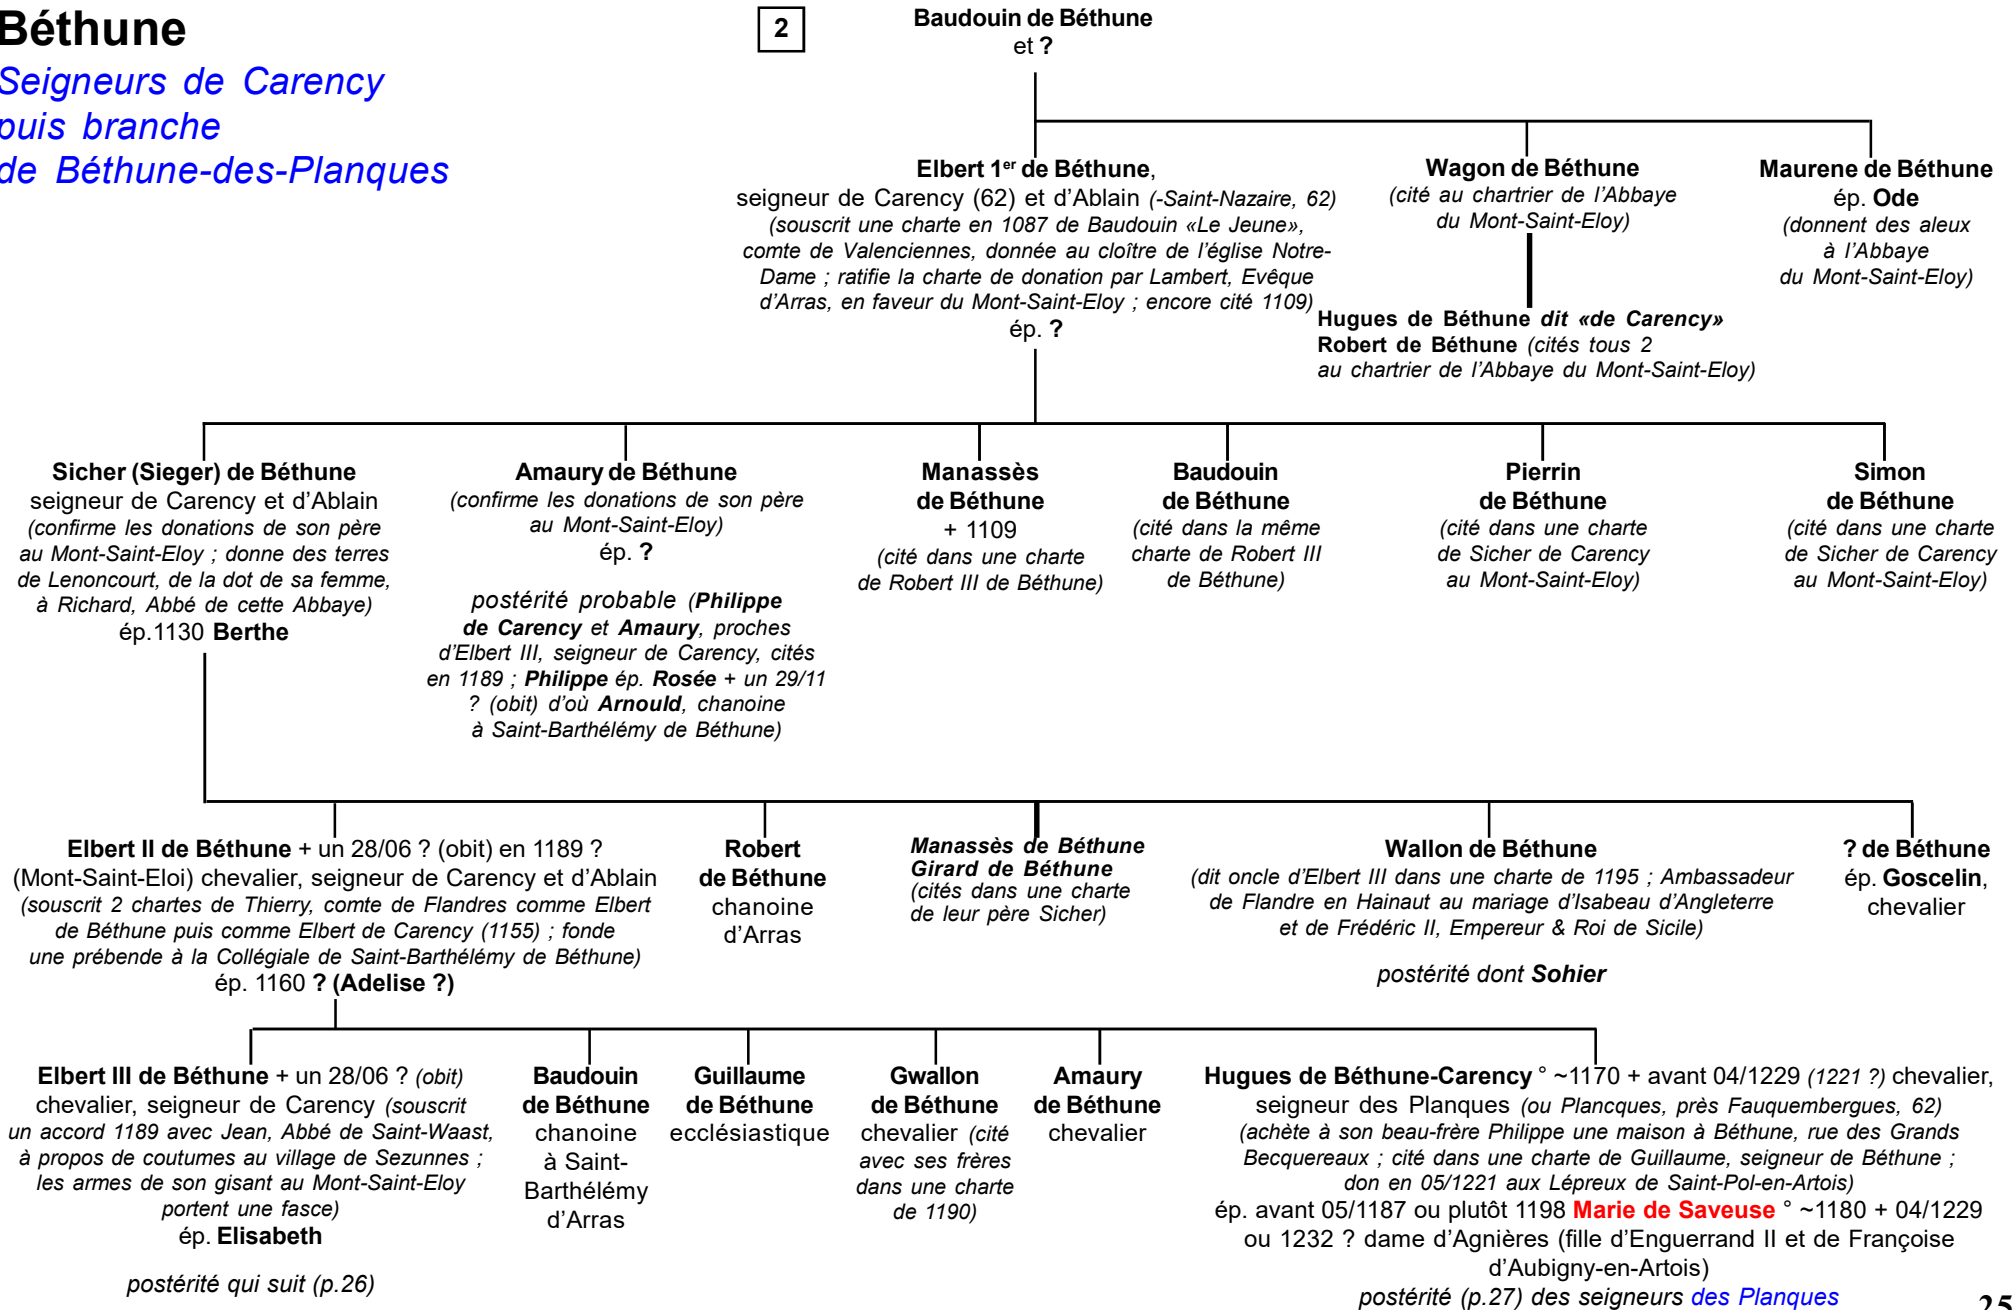 Béthune
Seigneurs de Carency
puis branche
de Béthune-des-Planques
2
Baudouin de Béthune
et ?
Elbert 1er de Béthune,
seigneur de Carency (62) et d’Ablain (-Saint-Nazaire, 62)
(souscrit une charte en 1087 de Baudouin «Le Jeune»,
comte de Valenciennes, donnée au cloître de l’église Notre-
Dame ; ratifie la charte de donation par Lambert, Evêque
d’Arras, en faveur du Mont-Saint-Eloy ; encore cité 1109)
ép. ?
Wagon de Béthune
(cité au chartrier de l’Abbaye
du Mont-Saint-Eloy)
Hugues de Béthune dit «de Carency»
Robert de Béthune (cités tous 2
au chartrier de l’Abbaye du Mont-Saint-Eloy)
Maurene de Béthune
ép. Ode
(donnent des aleux
à l’Abbaye
du Mont-Saint-Eloy)
Sicher (Sieger) de Béthune
seigneur de Carency et d’Ablain
(confirme les donations de son père
au Mont-Saint-Eloy ; donne des terres
de Lenoncourt, de la dot de sa femme,
à Richard, Abbé de cette Abbaye)
ép.1130 Berthe
Amaury de Béthune
(confirme les donations de son père
au Mont-Saint-Eloy)
ép. ?
postérité probable (Philippe
de Carency et Amaury, proches
d’Elbert III, seigneur de Carency, cités
en 1189 ; Philippe ép. Rosée + un 29/11
? (obit) d’où Arnould, chanoine
à Saint-Barthélémy de Béthune)
Manassès
de Béthune
+ 1109
(cité dans une charte
de Robert III de Béthune)
Baudouin
de Béthune
(cité dans la même
charte de Robert III
de Béthune)
Pierrin
de Béthune
(cité dans une charte
de Sicher de Carency
au Mont-Saint-Eloy)
Simon
de Béthune
(cité dans une charte
de Sicher de Carency
au Mont-Saint-Eloy)
Elbert II de Béthune + un 28/06 ? (obit) en 1189 ?
(Mont-Saint-Eloi) chevalier, seigneur de Carency et d’Ablain
(souscrit 2 chartes de Thierry, comte de Flandres comme Elbert
de Béthune puis comme Elbert de Carency (1155) ; fonde
une prébende à la Collégiale de Saint-Barthélémy de Béthune)
ép. 1160 ? (Adelise ?)
Robert
de Béthune
chanoine
d’Arras
Manassès de Béthune
Girard de Béthune
(cités dans une charte
de leur père Sicher)
Wallon de Béthune
(dit oncle d’Elbert III dans une charte de 1195 ; Ambassadeur
de Flandre en Hainaut au mariage d’Isabeau d’Angleterre
et de Frédéric II, Empereur & Roi de Sicile)
postérité dont Sohier
? de Béthune
ép. Goscelin,
chevalier
Elbert III de Béthune + un 28/06 ? (obit)
chevalier, seigneur de Carency (souscrit
un accord 1189 avec Jean, Abbé de Saint-Waast,
à propos de coutumes au village de Sezunnes ;
les armes de son gisant au Mont-Saint-Eloy
portent une fasce)
ép. Elisabeth
postérité qui suit (p.26)
Baudouin
de Béthune
chanoine
à Saint-
Barthélémy
d’Arras
Guillaume
de Béthune
ecclésiastique
Gwallon
de Béthune
chevalier (cité
avec ses frères
dans une charte
de 1190)
Amaury
de Béthune
chevalier
Hugues de Béthune-Carency ° ~1170 + avant 04/1229 (1221 ?) chevalier,
seigneur des Planques (ou Plancques, près Fauquembergues, 62)
(achète à son beau-frère Philippe une maison à Béthune, rue des Grands
Becquereaux ; cité dans une charte de Guillaume, seigneur de Béthune ;
don en 05/1221 aux Lépreux de Saint-Pol-en-Artois)
ép. avant 05/1187 ou plutôt 1198 Marie de Saveuse ° ~1180 + 04/1229
ou 1232 ? dame d’Agnières (fille d’Enguerrand II et de Françoise
d’Aubigny-en-Artois)
postérité (p.27) des seigneurs des Planques
25